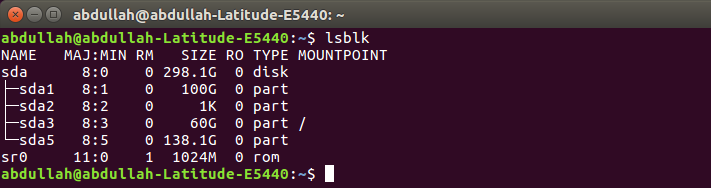 abdullah@abdullah-Latitude-E5440: ~
abdullah@abdullah-Latitude-E5440:~$ lsblk
NAME   MAJ:MIN RM   SIZE RO TYPE MOUNTPOINT
sda      8:0    0 298.1G  0 disk
├─sda1   8:1    0   100G  0 part
├─sda2   8:2    0     1K  0 part
├─sda3   8:3    0    60G  0 part /
└─sda5   8:5    0 138.1G  0 part
sr0     11:0    1  1024M  0 rom
abdullah@abdullah-Latitude-E5440:~$